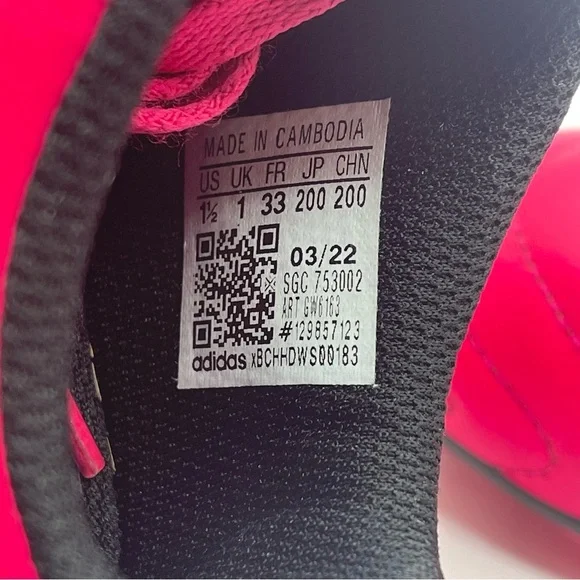 MADE IN CAMBODIA
US UK FR JP CHN
1½ 1 33 200 200
03/22
SGC 753002
ART GW6163
#129857123
adidas xBCHHDWS00183